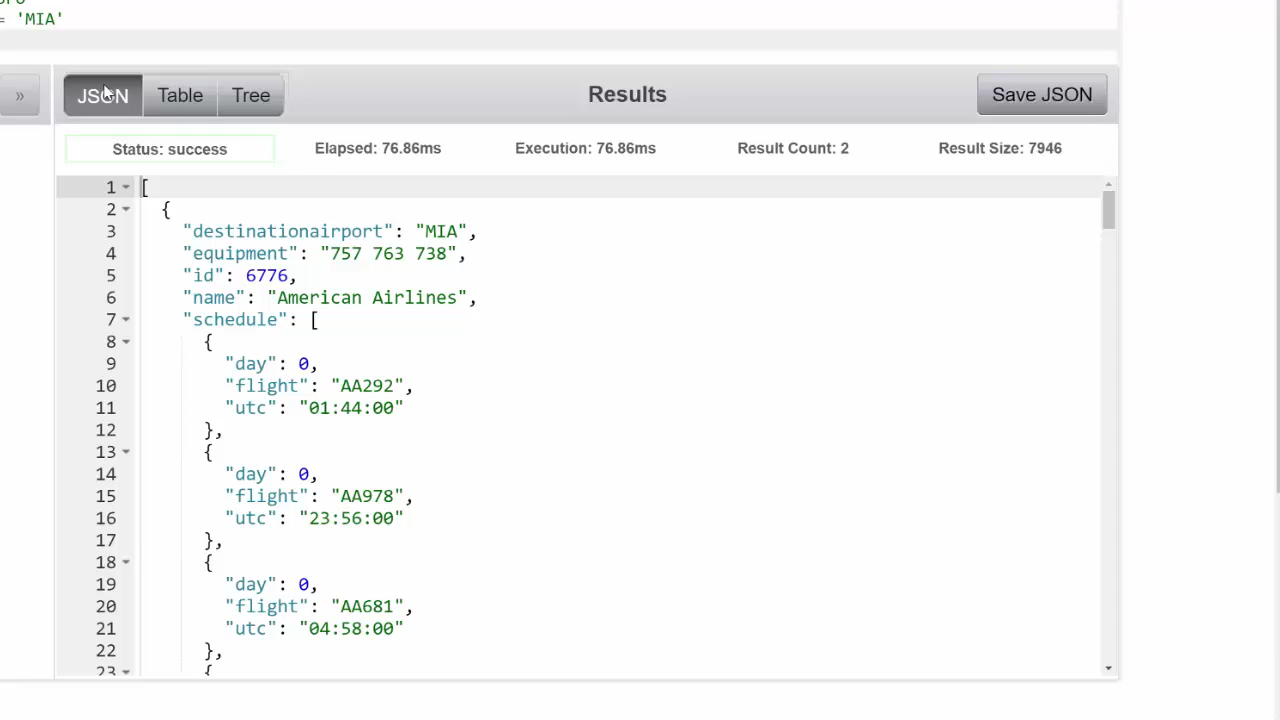 = 'MIA'
» JSON Table Tree Results Save JSON
Status: success Elapsed: 76.86ms Execution: 76.86ms Result Count: 2 Result Size: 7946
1 [
2 {
3 "destinationairport": "MIA",
4 "equipment": "757 763 738",
5 "id": 6776,
6 "name": "American Airlines",
7 "schedule": [
8 {
9 "day": 0,
10 "flight": "AA292",
11 "utc": "01:44:00"
12 },
13 {
14 "day": 0,
15 "flight": "AA978",
16 "utc": "23:56:00"
17 },
18 {
19 "day": 0,
20 "flight": "AA681",
21 "utc": "04:58:00"
22 },
23 {